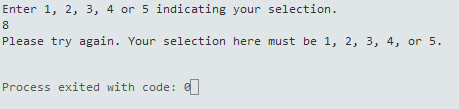 Enter 1, 2, 3, 4 or 5 indicating your selection.
8
Please try again. Your selection here must be 1, 2, 3, 4, or 5.
Process exited with code: 0